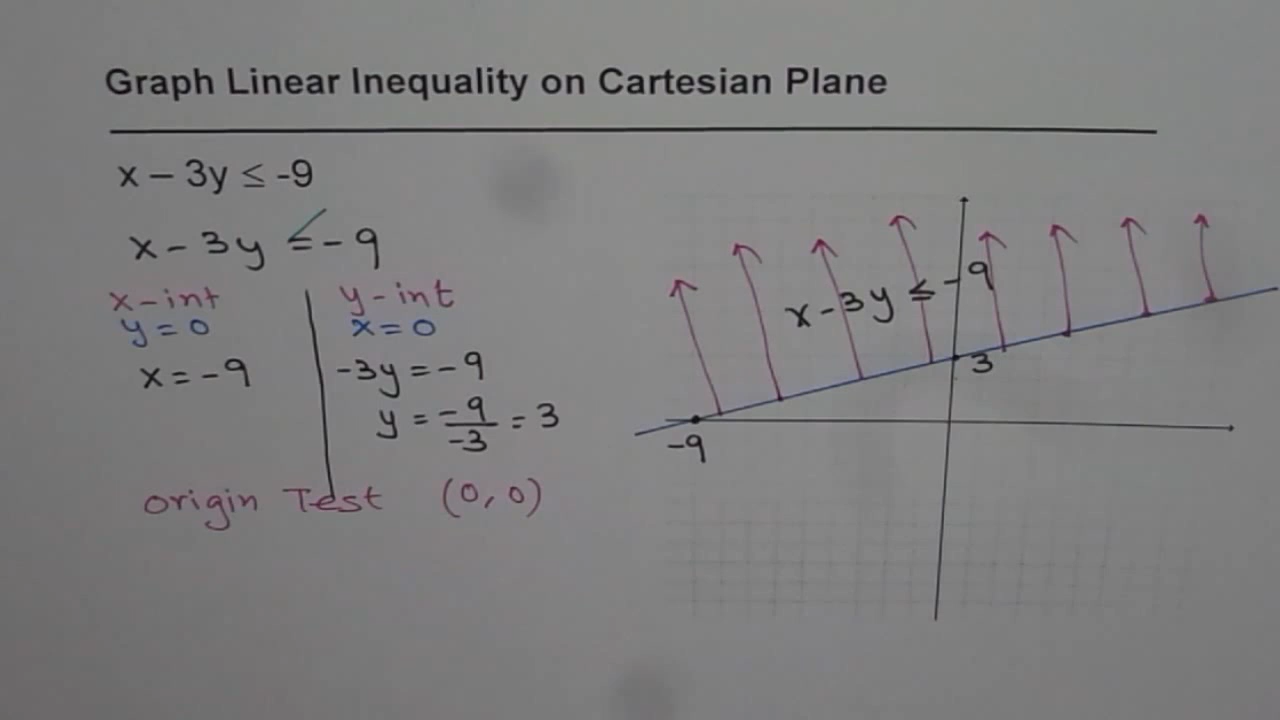 Graph Linear Inequality on Cartesian Plane
x – 3y ≤ -9
x - 3y ≤ -9
x-int
y = 0
x = -9
y-int
x = 0
-3y = -9
y = -9/-3 = 3
origin Test (0, 0)
x - 3y ≤ -9
3
-9